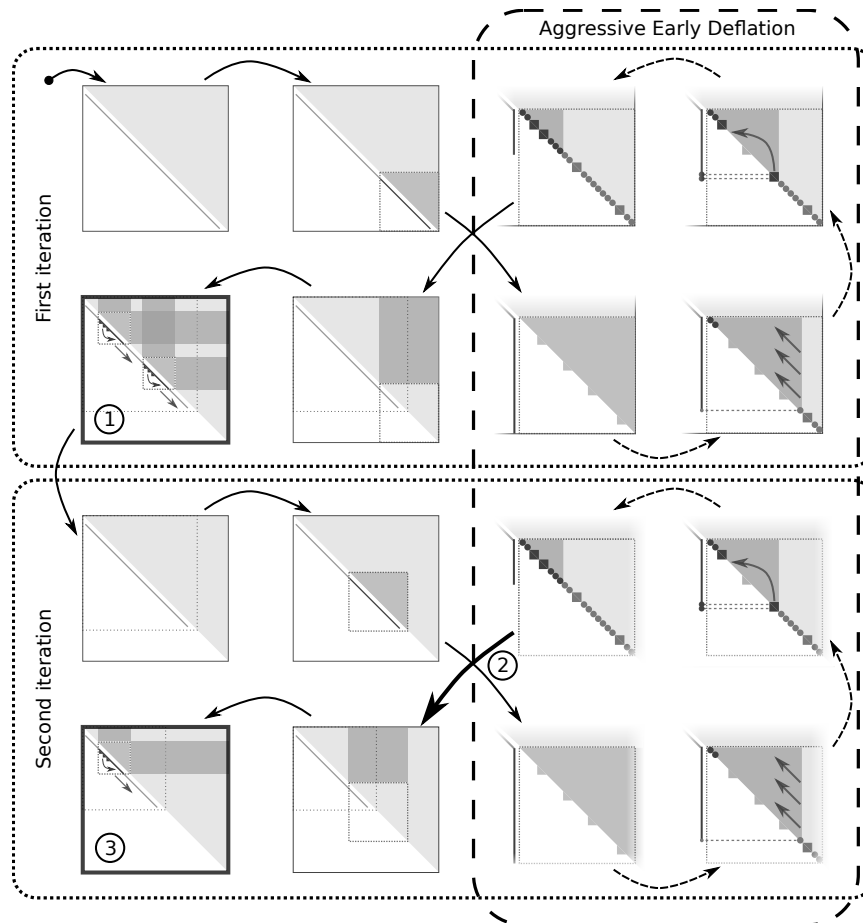 Aggressive Early Deflation
First iteration
1
Second iteration
2
3